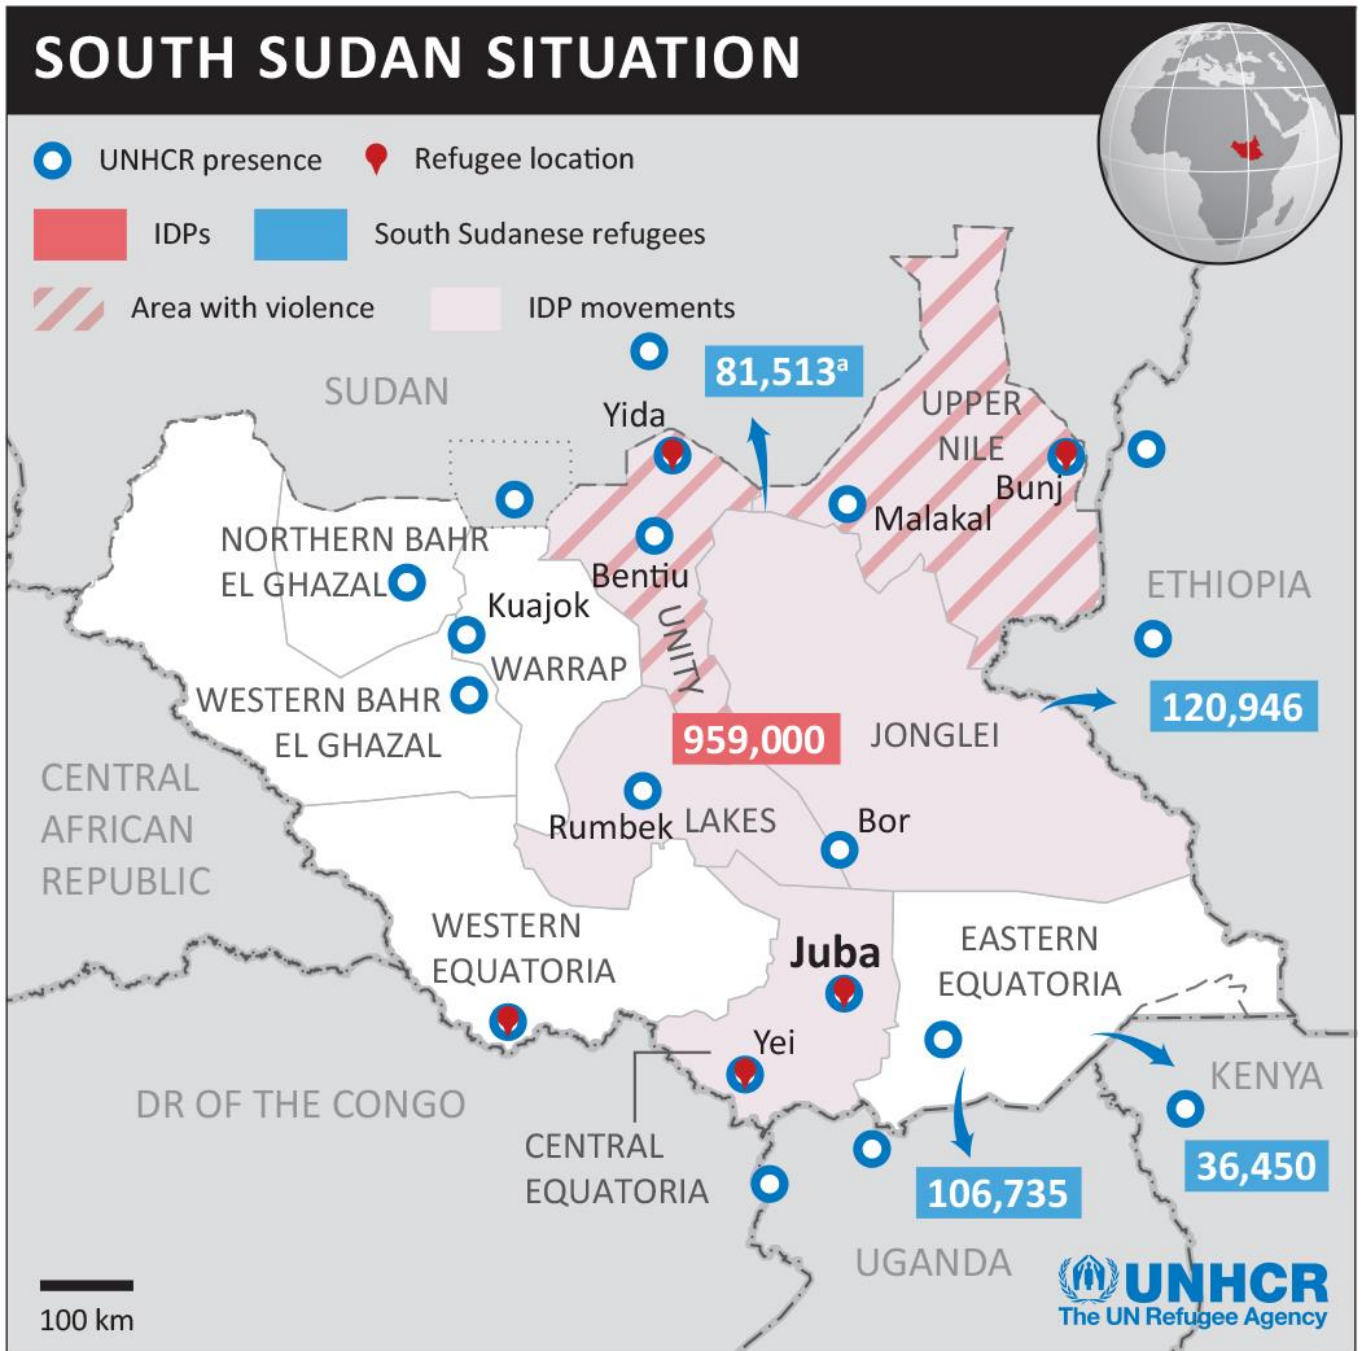 SOUTH SUDAN SITUATION
UNHCR presence
Refugee location
IDPs
South Sudanese refugees
Area with violence
IDP movements
SUDAN
81,513ª
Yida
UPPER
NILE
Bunj
Malakal
NORTHERN BAHR
EL GHAZAL
Bentiu
ETHIOPIA
Kuajok
UNITY
WARRAP
WESTERN BAHR
EL GHAZAL
120,946
959,000
JONGLEI
CENTRAL
AFRICAN
REPUBLIC
Rumbek
LAKES
Bor
WESTERN
EQUATORIA
Juba
EASTERN
EQUATORIA
Yei
KENYA
DR OF THE CONGO
CENTRAL
EQUATORIA
36,450
106,735
UGANDA
UNHCR
The UN Refugee Agency
100 km